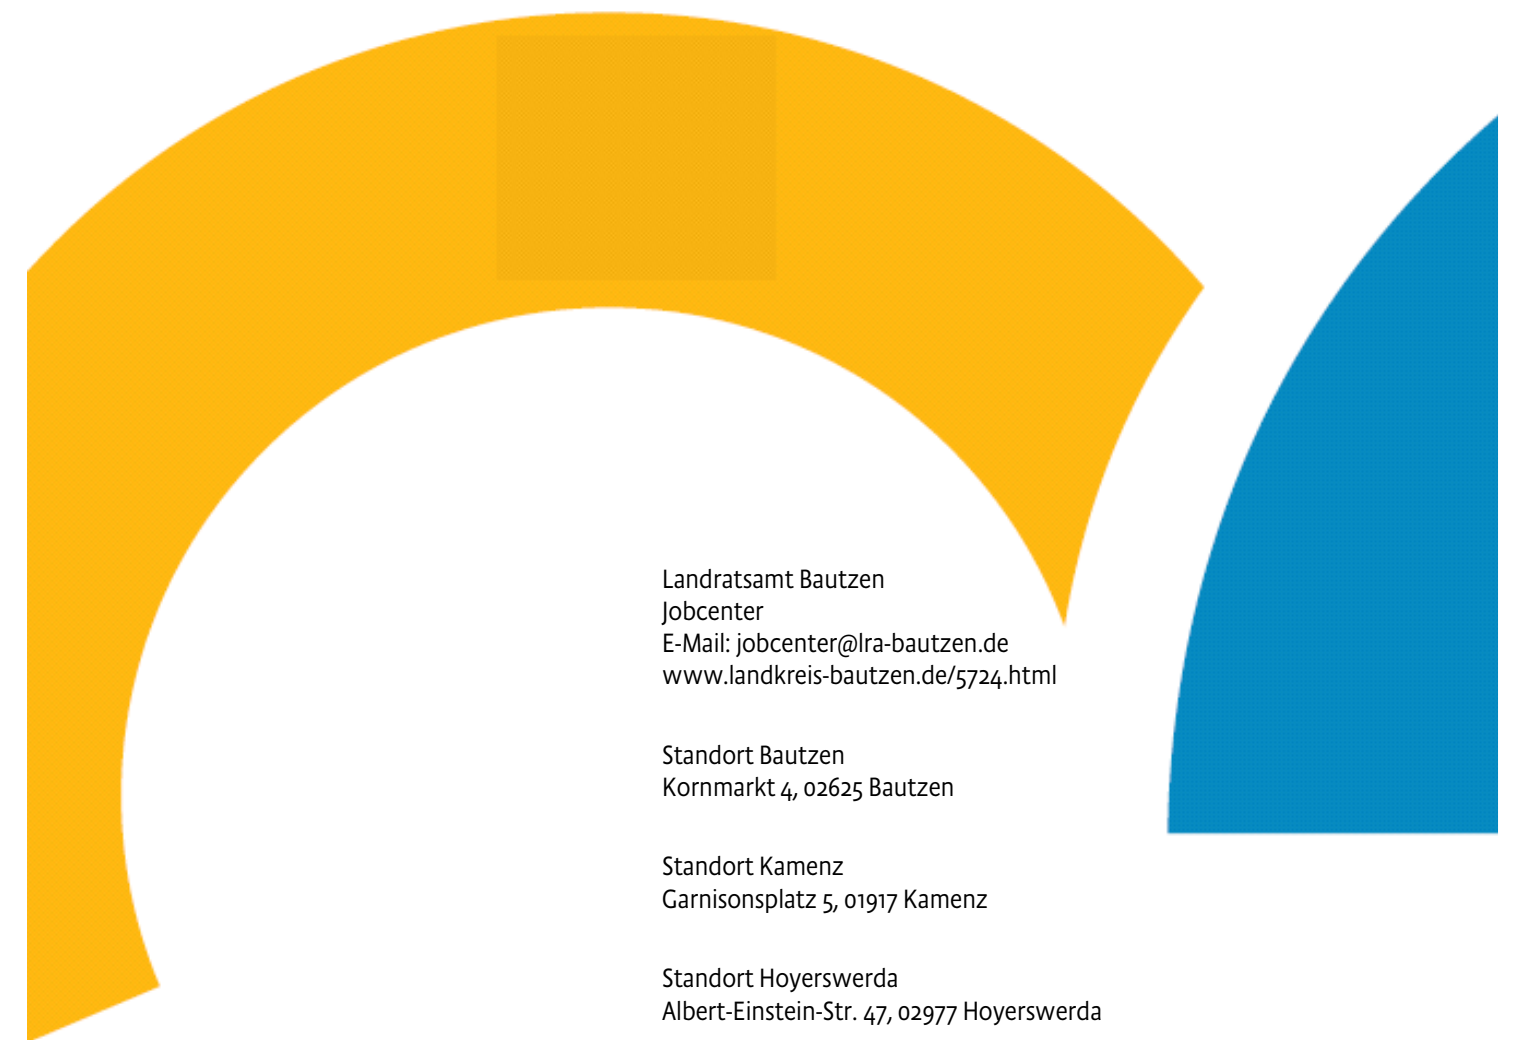 Landratsamt Bautzen
Jobcenter
E-Mail: jobcenter@lra-bautzen.de
www.landkreis-bautzen.de/5724.html
Standort Bautzen
Kornmarkt 4, 02625 Bautzen
Standort Kamenz
Garnisonsplatz 5, 01917 Kamenz
Standort Hoyerswerda
Albert-Einstein-Str. 47, 02977 Hoyerswerda